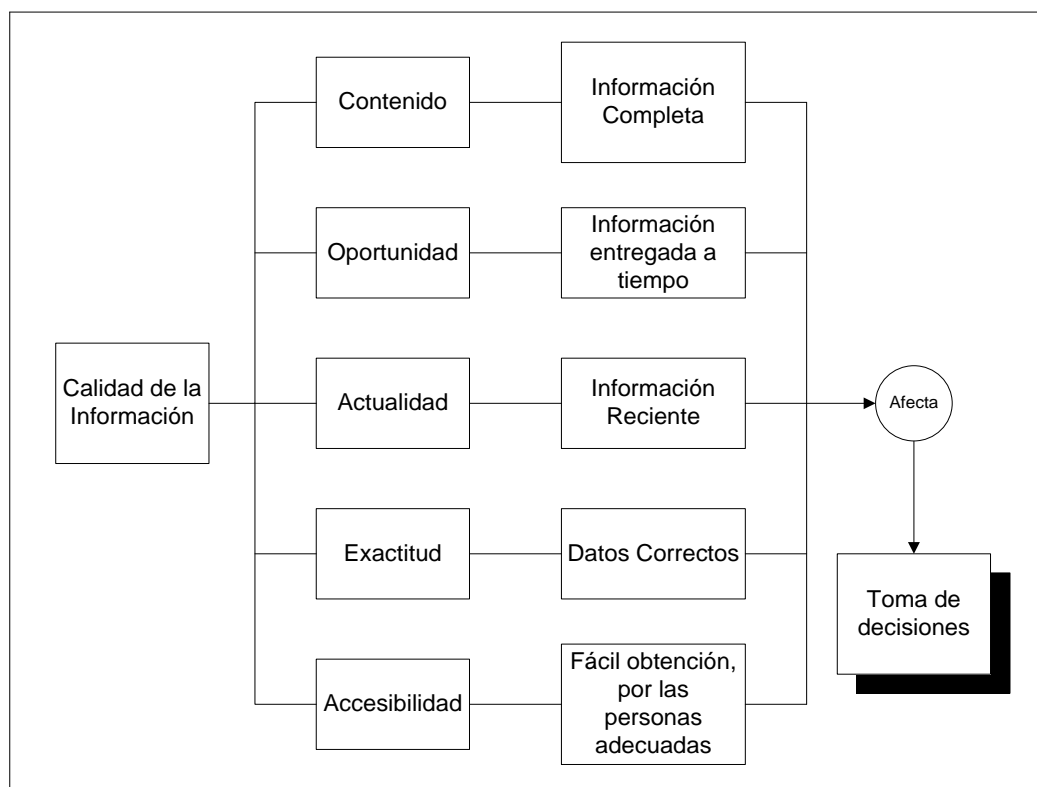 Calidad de la
Información
Contenido
Información
Completa
Oportunidad
Información
entregada a
tiempo
Actualidad
Información
Reciente
Exactitud
Datos Correctos
Accesibilidad
Fácil obtención,
por las
personas
adecuadas
Afecta
Toma de
decisiones